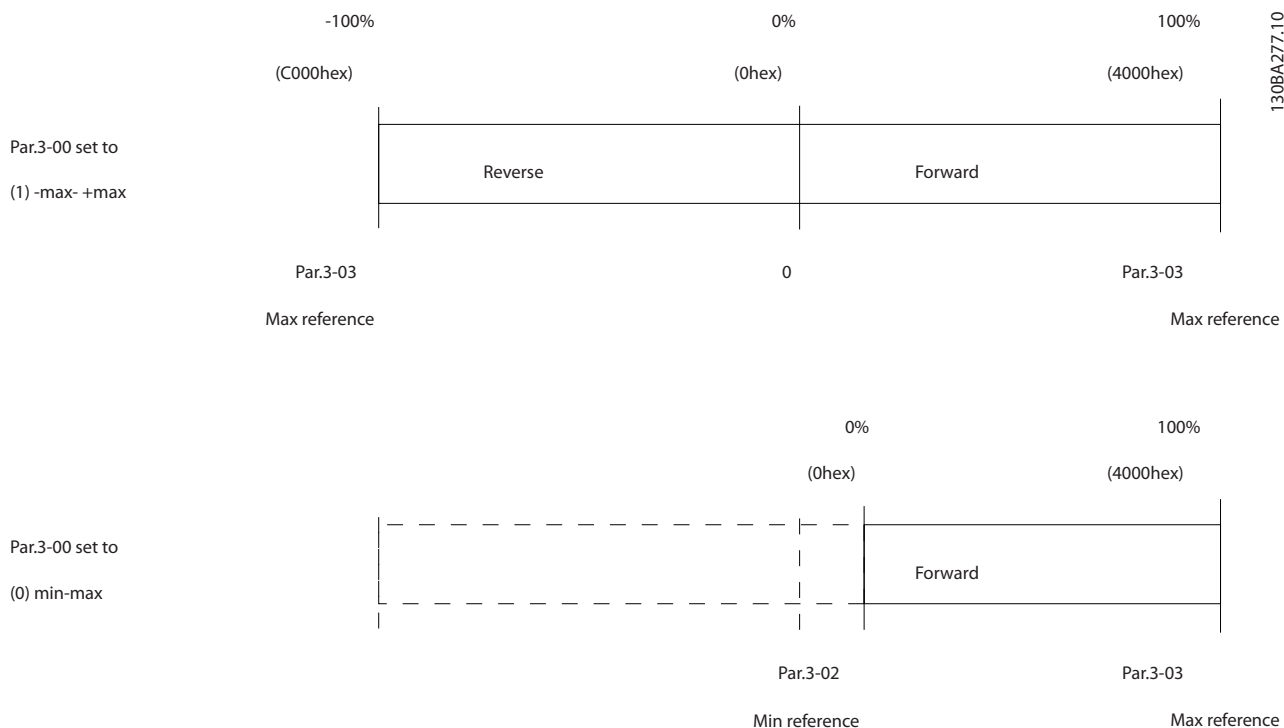 -100% 0% 100%
(C000hex) (0hex) (4000hex)
130BA277.10
Par.3-00 set to
(1) -max- +max
Reverse Forward
Par.3-03 0 Par.3-03
Max reference Max reference
0% 100%
(0hex) (4000hex)
Par.3-00 set to
(0) min-max
Forward
Par.3-02 Par.3-03
Min reference Max reference